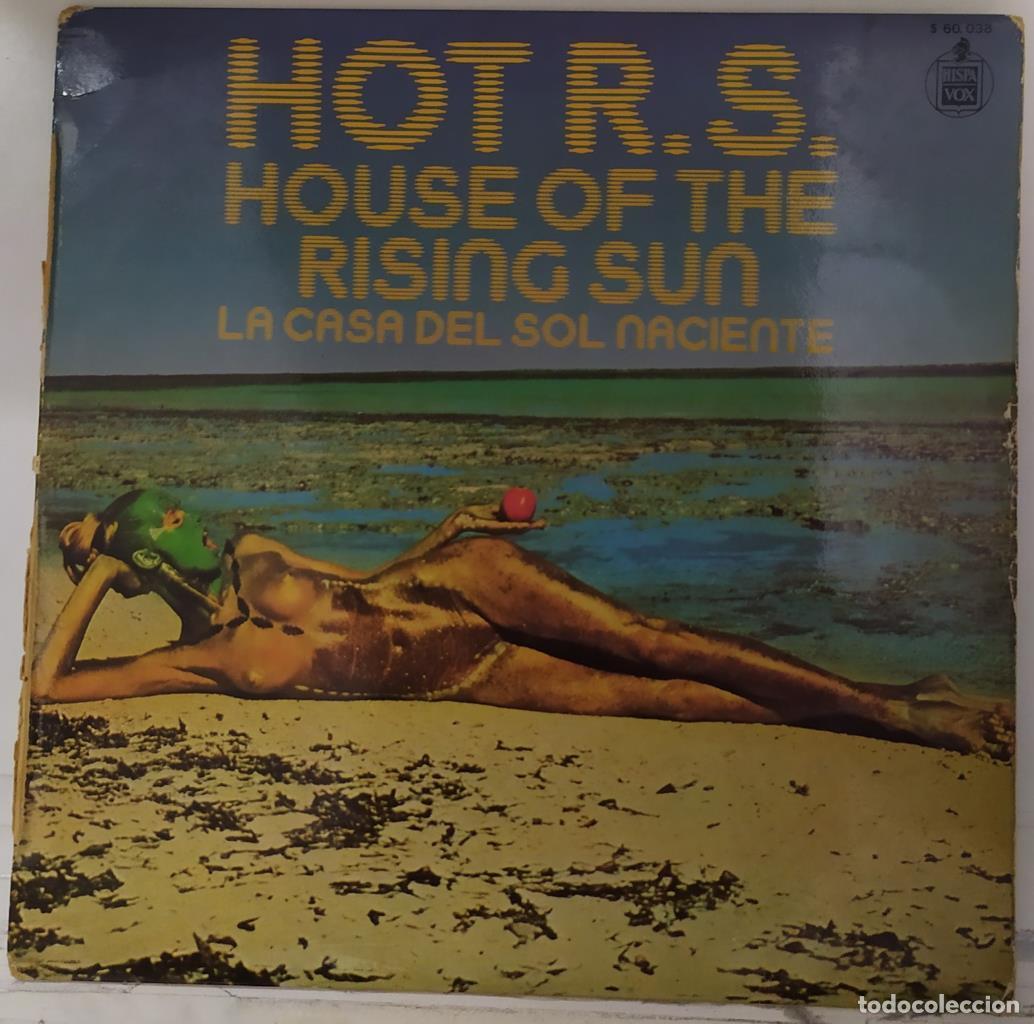 S 60.038
HISPA
VOX
HOT R.S.
HOUSE OF THE
RISING SUN
LA CASA DEL SOL NACIENTE
todocoleccion